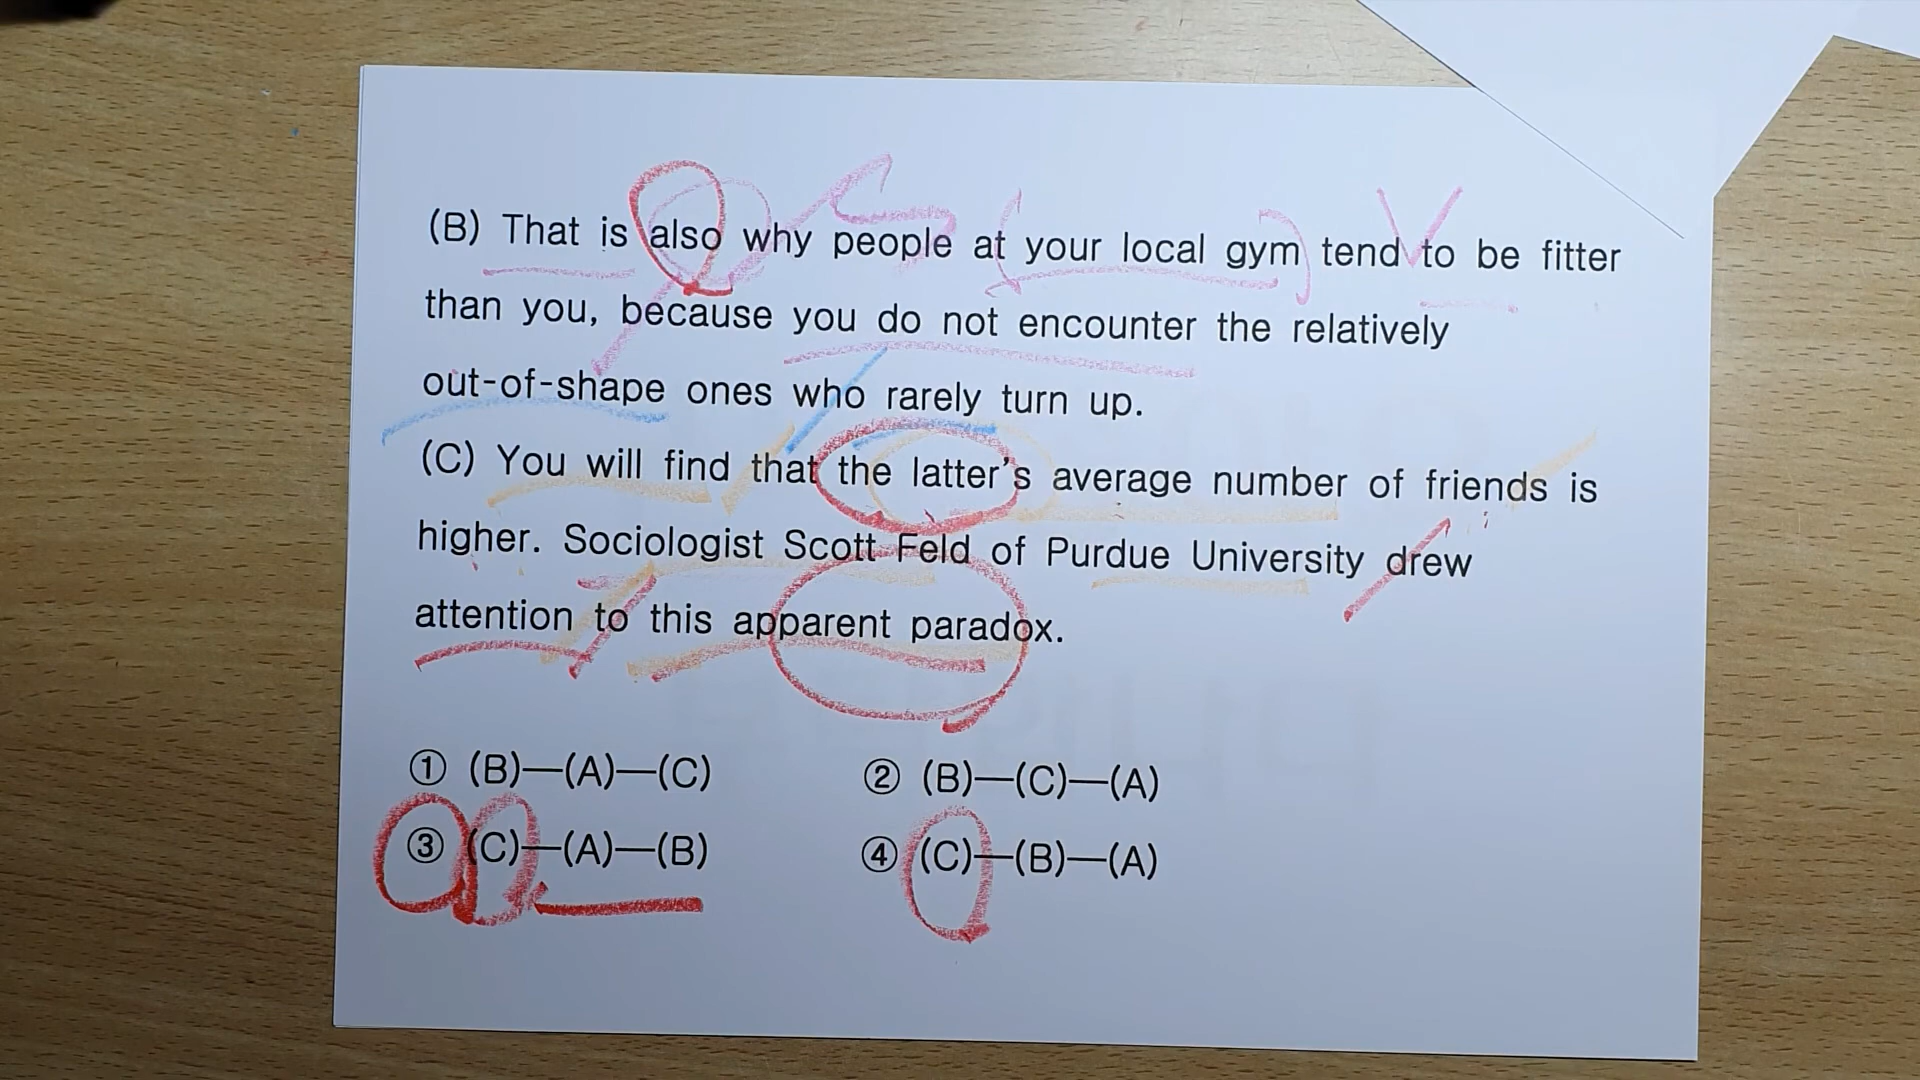 (B) That is also why people at your local gym tend to be fitter
than you, because you do not encounter the relatively
out-of-shape ones who rarely turn up.
(C) You will find that the latter's average number of friends is
higher. Sociologist Scott Feld of Purdue University drew
attention to this apparent paradox.
① (B)—(A)—(C) ② (B)—(C)—(A)
③ (C)—(A)—(B) ④ (C)—(B)—(A)